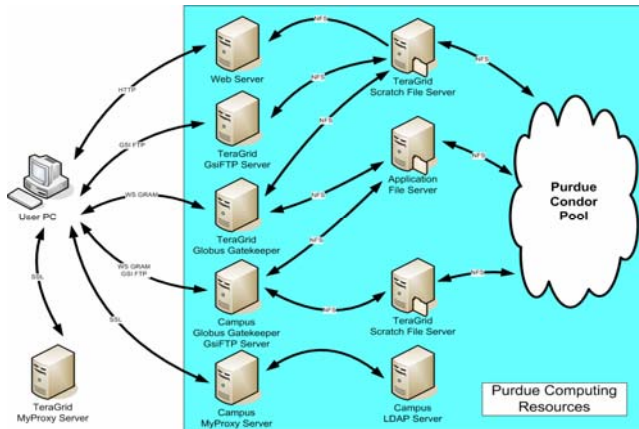 NFS
Web Server
TeraGrid
Scratch File Server
NFS
HTTP
NFS
GSI FTP
TeraGrid
GsiFTP Server
NFS
Application
File Server
NFS
Purdue
Condor
Pool
User PC
WS GRAM
NFS
TeraGrid
Globus Gatekeeper
NFS
WS GRAM
GSI FTP
SSL
NFS
NFS
Campus
Globus Gatekeeper
GsiFTP Server
TeraGrid
Scratch File Server
SSL
TeraGrid
MyProxy Server
Campus
MyProxy Server
Campus
LDAP Server
Purdue Computing
Resources